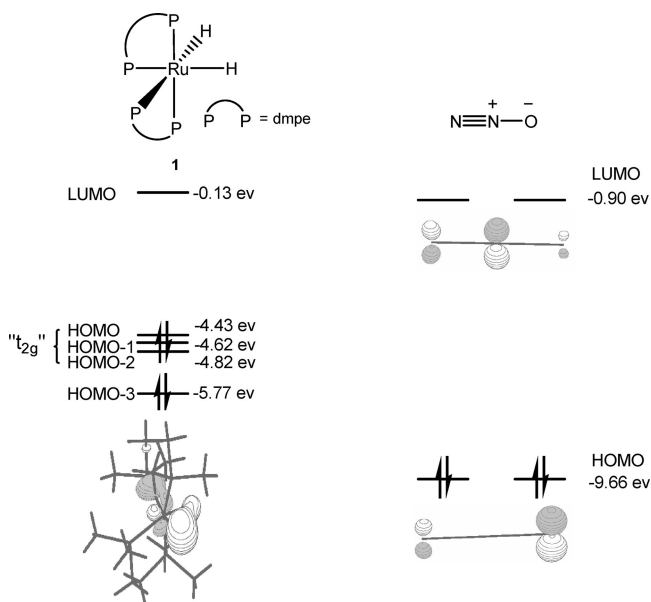 P
H
P Ru H
P
P
P P = dmpe
1
N≡N–O
+ −
LUMO -0.13 ev
LUMO
-0.90 ev
"t2g"
HOMO -4.43 ev
HOMO-1 -4.62 ev
HOMO-2 -4.82 ev
HOMO-3 -5.77 ev
HOMO
-9.66 ev